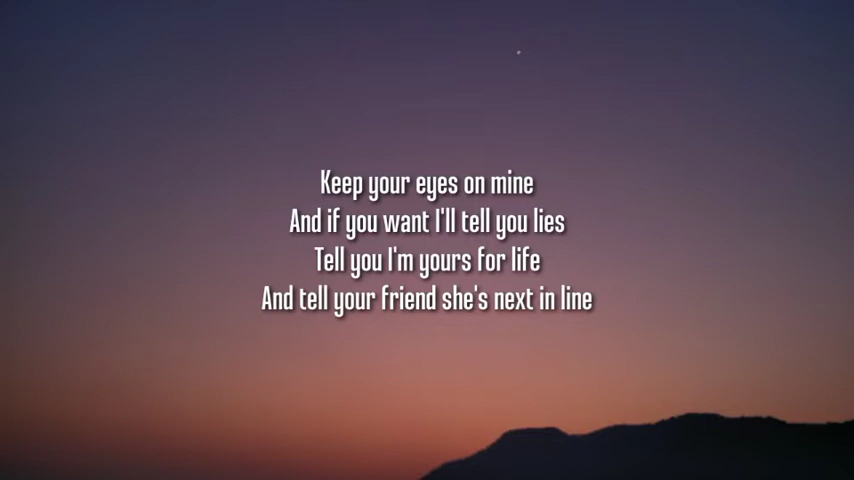 Keep your eyes on mine
And if you want I'll tell you lies
Tell you I'm yours for life
And tell your friend she's next in line